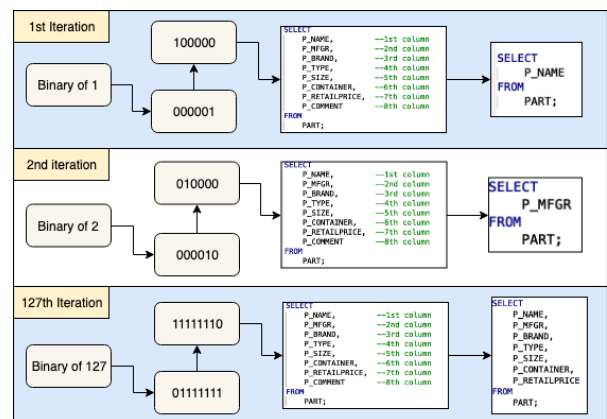 1st Iteration
Binary of 1
100000
000001
SELECT
P_NAME, --1st column
P_MFGR, --2nd column
P_BRAND, --3rd column
P_TYPE, --4th column
P_SIZE, --5th column
P_CONTAINER, --6th column
P_RETAILPRICE, --7th column
P_COMMENT --8th column
FROM
PART;
SELECT
P_NAME
FROM
PART;
2nd iteration
Binary of 2
010000
000010
SELECT
P_NAME, --1st column
P_MFGR, --2nd column
P_BRAND, --3rd column
P_TYPE, --4th column
P_SIZE, --5th column
P_CONTAINER, --6th column
P_RETAILPRICE, --7th column
P_COMMENT --8th column
FROM
PART;
SELECT
P_MFGR
FROM
PART;
127th Iteration
Binary of 127
11111110
01111111
SELECT
P_NAME, --1st column
P_MFGR, --2nd column
P_BRAND, --3rd column
P_TYPE, --4th column
P_SIZE, --5th column
P_CONTAINER, --6th column
P_RETAILPRICE, --7th column
P_COMMENT --8th column
FROM
PART;
SELECT
P_NAME,
P_MFGR,
P_BRAND,
P_TYPE,
P_SIZE,
P_CONTAINER,
P_RETAILPRICE
FROM
PART;